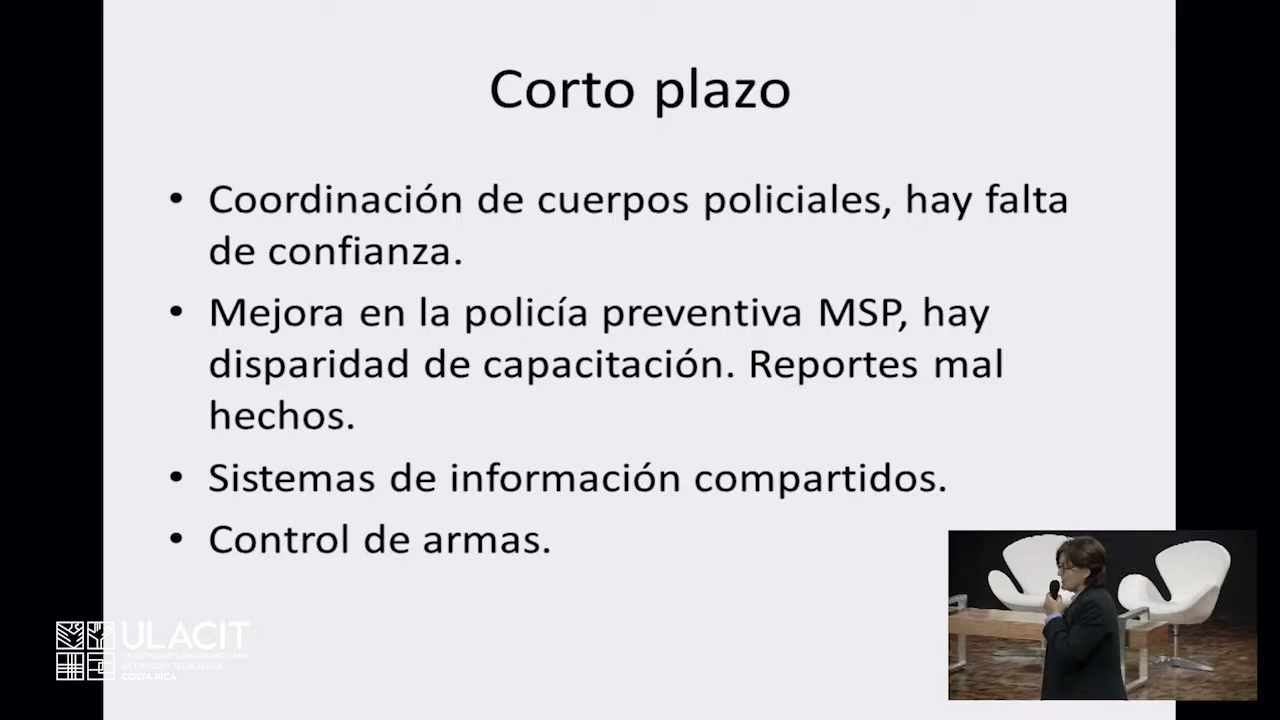 Corto plazo
• Coordinación de cuerpos policiales, hay falta
de confianza.
• Mejora en la policía preventiva MSP, hay
disparidad de capacitación. Reportes mal
hechos.
• Sistemas de información compartidos.
• Control de armas.
ULACIT
COSTA RICA